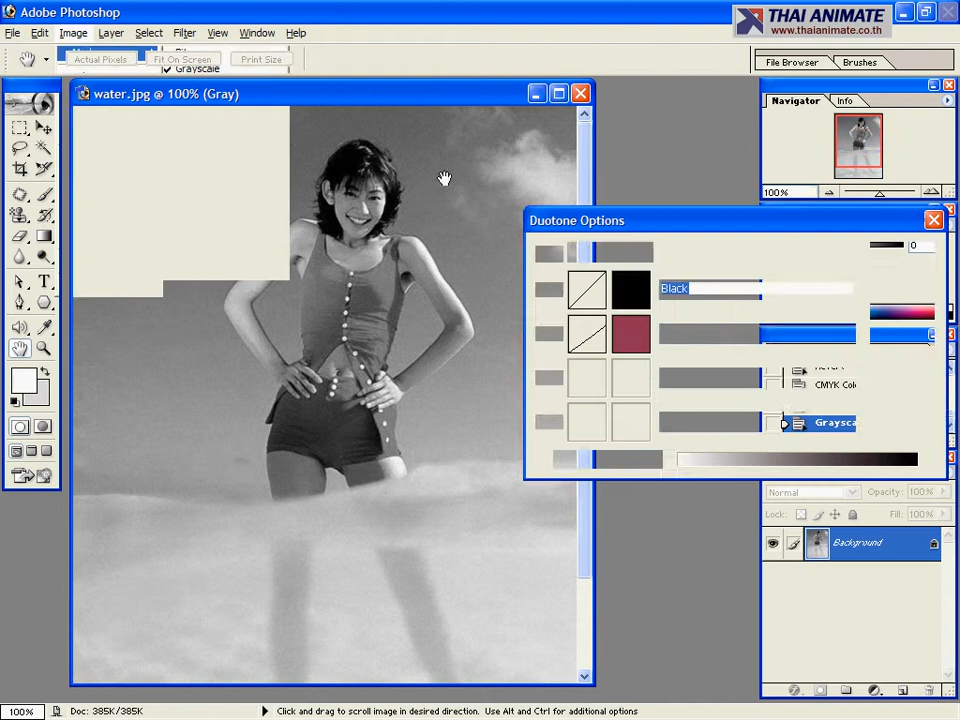 Adobe Photoshop
THAI ANIMATE
www.thaianimate.co.th
File Edit Image Layer Select Filter View Window Help
Actual Pixels Fit On Screen Print Size
Grayscale
File Browser Brushes
water.jpg @ 100% (Gray)
Navigator Info
100%
Duotone Options
0
Black
CMYK Colo
Graysca
Normal Opacity: 100%
Lock: Fill: 100%
Background
100% Doc: 385K/385K Click and drag to scroll image in desired direction. Use Alt and Ctrl for additional options